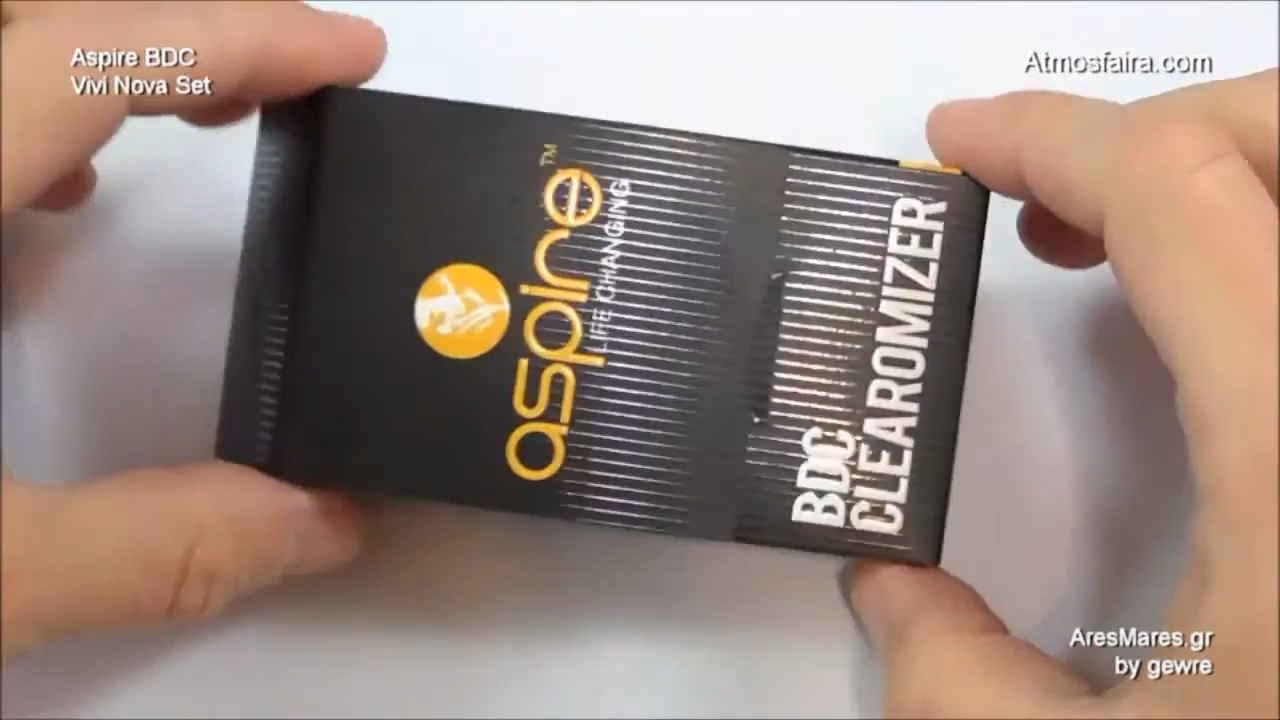 Aspire BDC
Vivi Nova Set
Atmosfaira.com
aspire™
LIFE CHANGING
BDC
CLEAROMIZER
AresMares.gr
by gewre